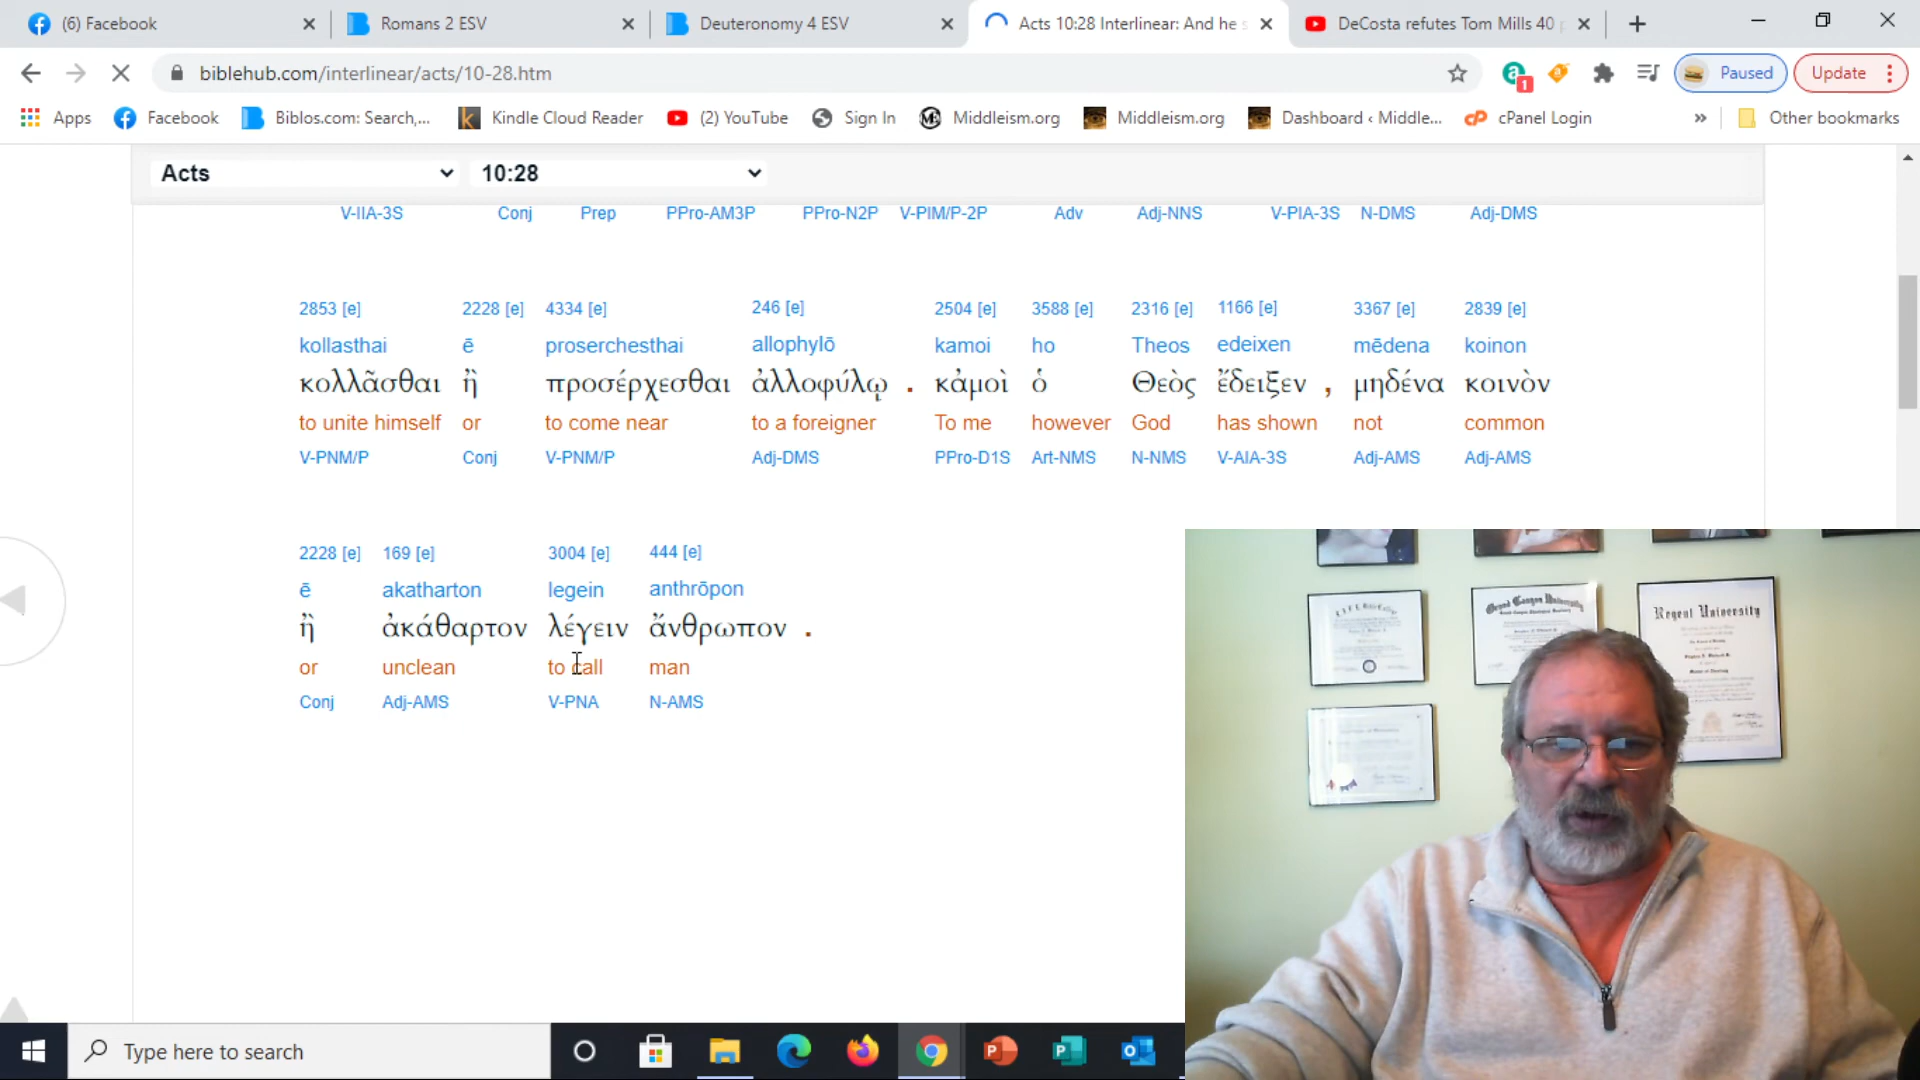 (6) Facebook
Romans 2 ESV
Deuteronomy 4 ESV
Acts 10:28 Interlinear: And he s
DeCosta refutes Tom Mills 40 p
biblehub.com/interlinear/acts/10-28.htm
1
Paused
Update
Apps
Facebook
Biblos.com: Search,...
Kindle Cloud Reader
(2) YouTube
Sign In
Middleism.org
Middleism.org
Dashboard ‹ Middle...
cPanel Login
»
Other bookmarks
Acts
10:28
V-IIA-3S Conj Prep PPro-AM3P PPro-N2P V-PIM/P-2P Adv Adj-NNS V-PIA-3S N-DMS Adj-DMS
2853 [e] 2228 [e] 4334 [e] 246 [e] 2504 [e] 3588 [e] 2316 [e] 1166 [e] 3367 [e] 2839 [e]
kollasthai ē proserchesthai allophylō kamoi ho Theos edeixen mēdena koinon
κολλᾶσθαι ἢ προσέρχεσθαι ἀλλοφύλῳ . κἀμοὶ ὁ Θεὸς ἔδειξεν , μηδένα κοινὸν
to unite himself or to come near to a foreigner To me however God has shown not common
V-PNM/P Conj V-PNM/P Adj-DMS PPro-D1S Art-NMS N-NMS V-AIA-3S Adj-AMS Adj-AMS
2228 [e] 169 [e] 3004 [e] 444 [e]
ē akatharton legein anthrōpon
ἢ ἀκάθαρτον λέγειν ἄνθρωπον .
or unclean to call man
Conj Adj-AMS V-PNA N-AMS
Regent University
Type here to search